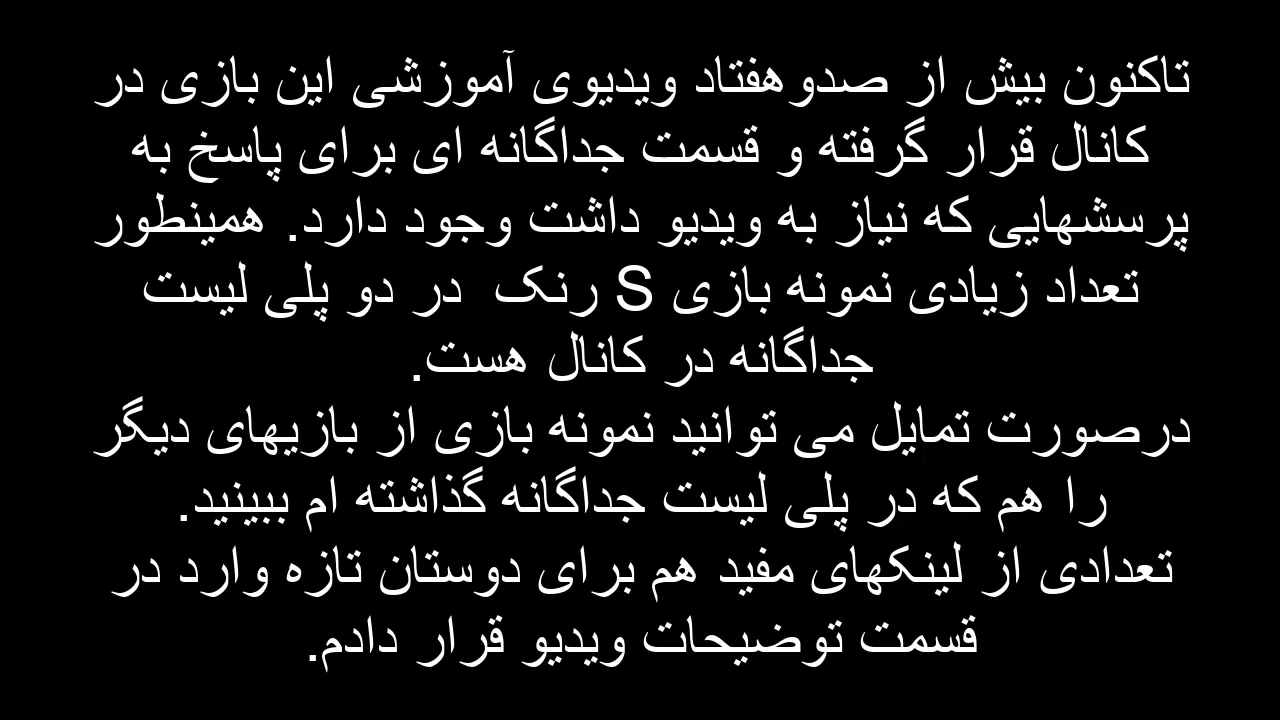 تاکنون بیش از صدوهفتاد ویدیوی آموزشی این بازی در
کانال قرار گرفته و قسمت جداگانه ای برای پاسخ به
پرسشهایی که نیاز به ویدیو داشت وجود دارد. همینطور
تعداد زیادی نمونه بازی S رنک در دو پلی لیست
جداگانه در کانال هست.
درصورت تمایل می توانید نمونه بازی از بازیهای دیگر
را هم که در پلی لیست جداگانه گذاشته ام ببینید.
تعدادی از لینکهای مفید هم برای دوستان تازه وارد در
قسمت توضیحات ویدیو قرار دادم.